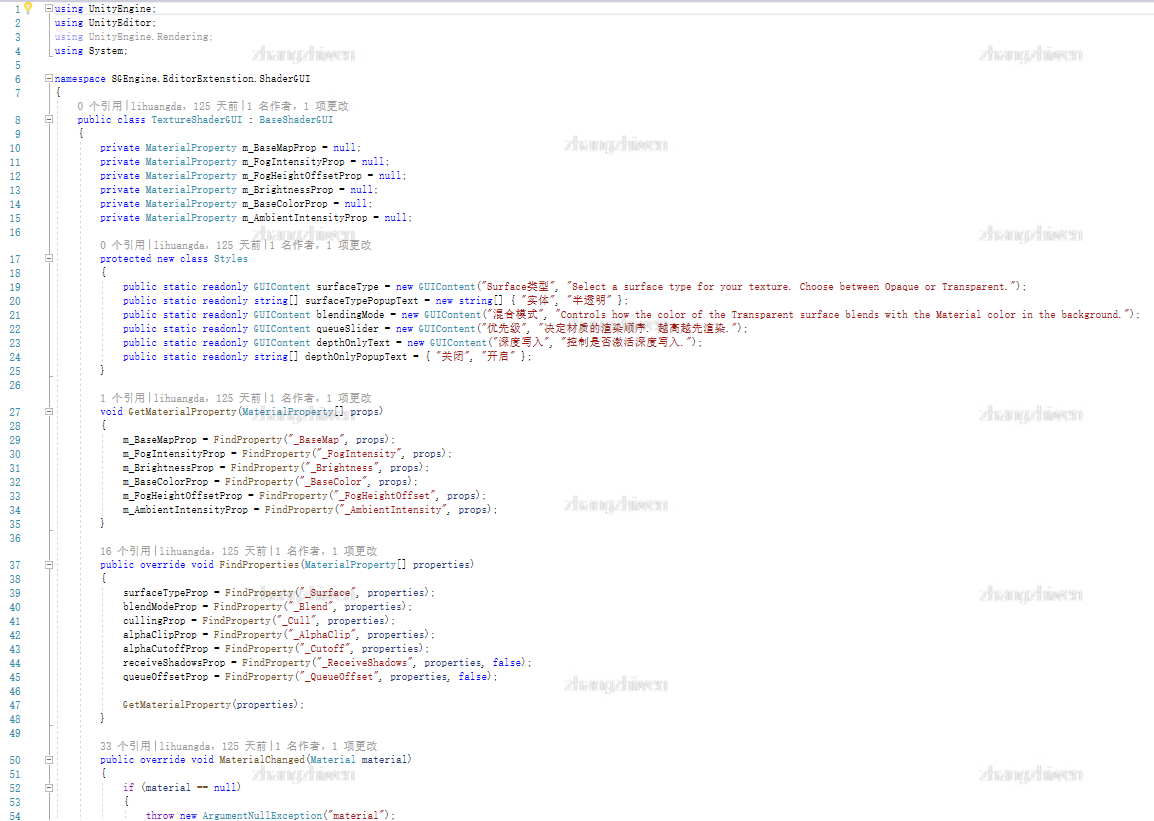 1 using UnityEngine;
2 using UnityEditor;
3 using UnityEngine.Rendering;
4 using System;
zhangzhiwen zhangzhiwen
5
6 namespace SGEngine.EditorExtenstion.ShaderGUI
7 {
0 个引用|lihuangda，125 天前|1 名作者，1 项更改
8 public class TextureShaderGUI : BaseShaderGUI
9 {
10 private MaterialProperty m_BaseMapProp = null;
zhangzhiwen
11 private MaterialProperty m_FogIntensityProp = null;
12 private MaterialProperty m_FogHeightOffsetProp = null;
13 private MaterialProperty m_BrightnessProp = null;
14 private MaterialProperty m_BaseColorProp = null;
15 private MaterialProperty m_AmbientIntensityProp = null;
16
zhangzhiwen zhangzhiwen
0 个引用|lihuangda，125 天前|1 名作者，1 项更改
17 protected new class Styles
18 {
19 public static readonly GUIContent surfaceType = new GUIContent("Surface类型", "Select a surface type for your texture. Choose between Opaque or Transparent.");
20 public static readonly string[] surfaceTypePopupText = new string[] { "实体", "半透明" };
21 public static readonly GUIContent blendingMode = new GUIContent("混合模式", "Controls how the color of the Transparent surface blends with the Material color in the background.");
22 public static readonly GUIContent queueSlider = new GUIContent("优先级", "决定材质的渲染顺序. 越高越先渲染.");
23 public static readonly GUIContent depthOnlyText = new GUIContent("深度写入", "控制是否激活深度写入.");
24 public static readonly string[] depthOnlyPopupText = { "关闭", "开启" };
25 }
26
1 个引用|lihuangda，125 天前|1 名作者，1 项更改
27 void GetMaterialProperty(MaterialProperty[] props)
zhangzhiwen zhangzhiwen
28 {
29 m_BaseMapProp = FindProperty("_BaseMap", props);
30 m_FogIntensityProp = FindProperty("_FogIntensity", props);
31 m_BrightnessProp = FindProperty("_Brightness", props);
32 m_BaseColorProp = FindProperty("_BaseColor", props);
33 m_FogHeightOffsetProp = FindProperty("_FogHeightOffset", props);
zhangzhiwen
34 m_AmbientIntensityProp = FindProperty("_AmbientIntensity", props);
35 }
36
16 个引用|lihuangda，125 天前|1 名作者，1 项更改
37 public override void FindProperties(MaterialProperty[] properties)
38 {
39 surfaceTypeProp = FindProperty("_Surface", properties);
zhangzhiwen zhangzhiwen
40 blendModeProp = FindProperty("_Blend", properties);
41 cullingProp = FindProperty("_Cull", properties);
42 alphaClipProp = FindProperty("_AlphaClip", properties);
43 alphaCutoffProp = FindProperty("_Cutoff", properties);
44 receiveShadowsProp = FindProperty("_ReceiveShadows", properties, false);
45 queueOffsetProp = FindProperty("_QueueOffset", properties, false);
zhangzhiwen
46
47 GetMaterialProperty(properties);
48 }
49
33 个引用|lihuangda，125 天前|1 名作者，1 项更改
50 public override void MaterialChanged(Material material)
51 {
zhangzhiwen zhangzhiwen
52 if (material == null)
53 {
54 throw new ArgumentNullException("material");